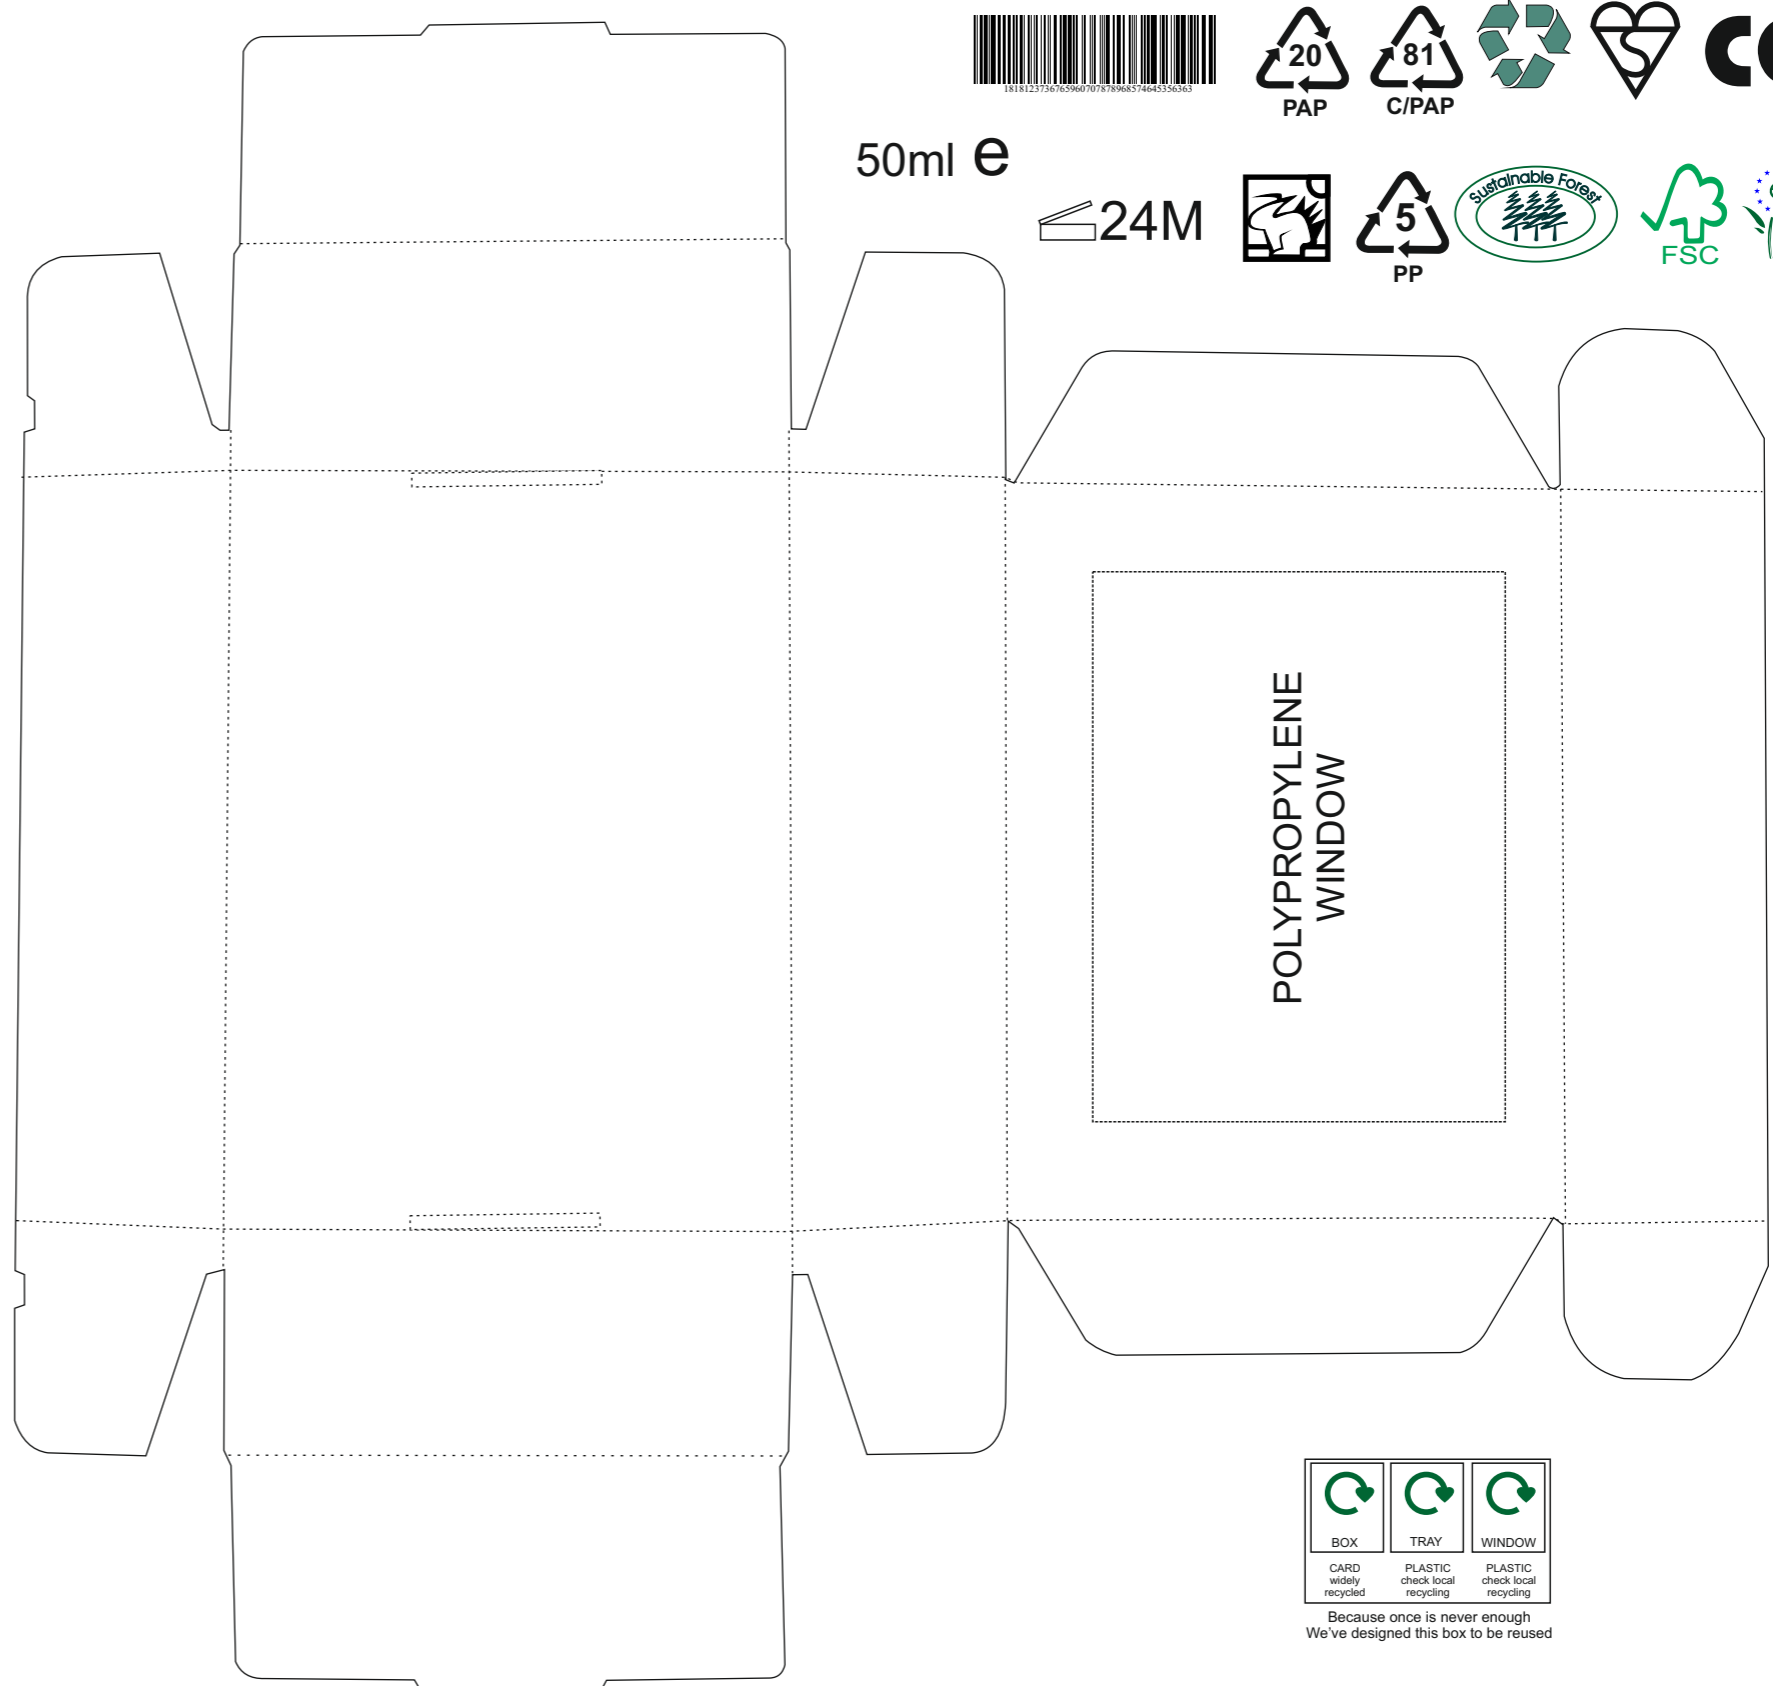 1818123736765960707878968574645356363
20
PAP
81
C/PAP
50ml e
24M
5
PP
Sustainable Forest
FSC
POLYPROPYLENE
WINDOW
BOX
TRAY
WINDOW
CARD
widely
recycled
PLASTIC
check local
recycling
PLASTIC
check local
recycling
Because once is never enough
We've designed this box to be reused